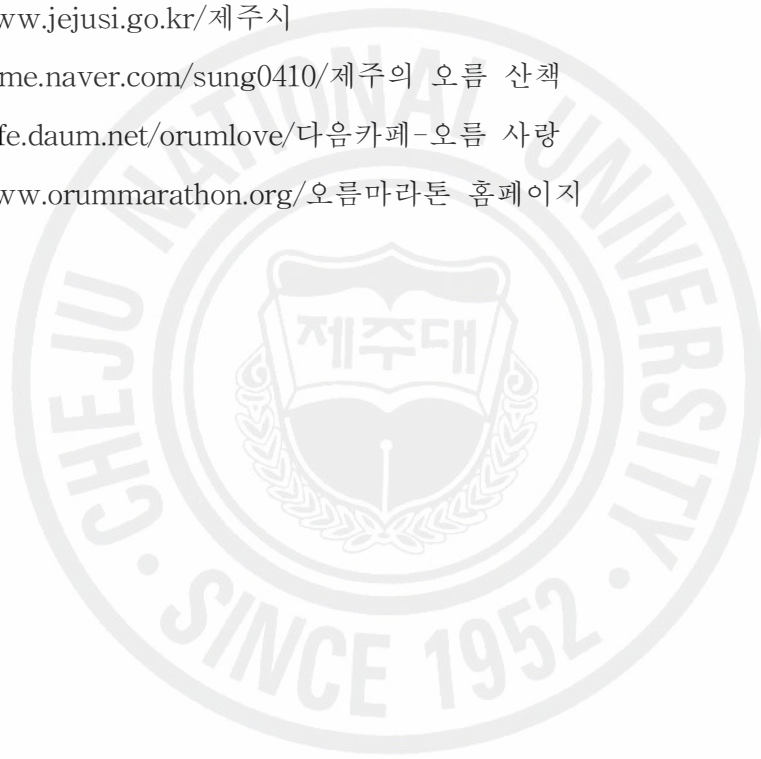 ww.jejusi.go.kr/제주시
me.naver.com/sung0410/제주의 오름 산책
fe.daum.net/orumlove/다음카페-오름 사랑
ww.orummarathon.org/오름마라톤 홈페이지
CHEJU NATIONAL UNIVERSITY
제주대
SINCE 1952